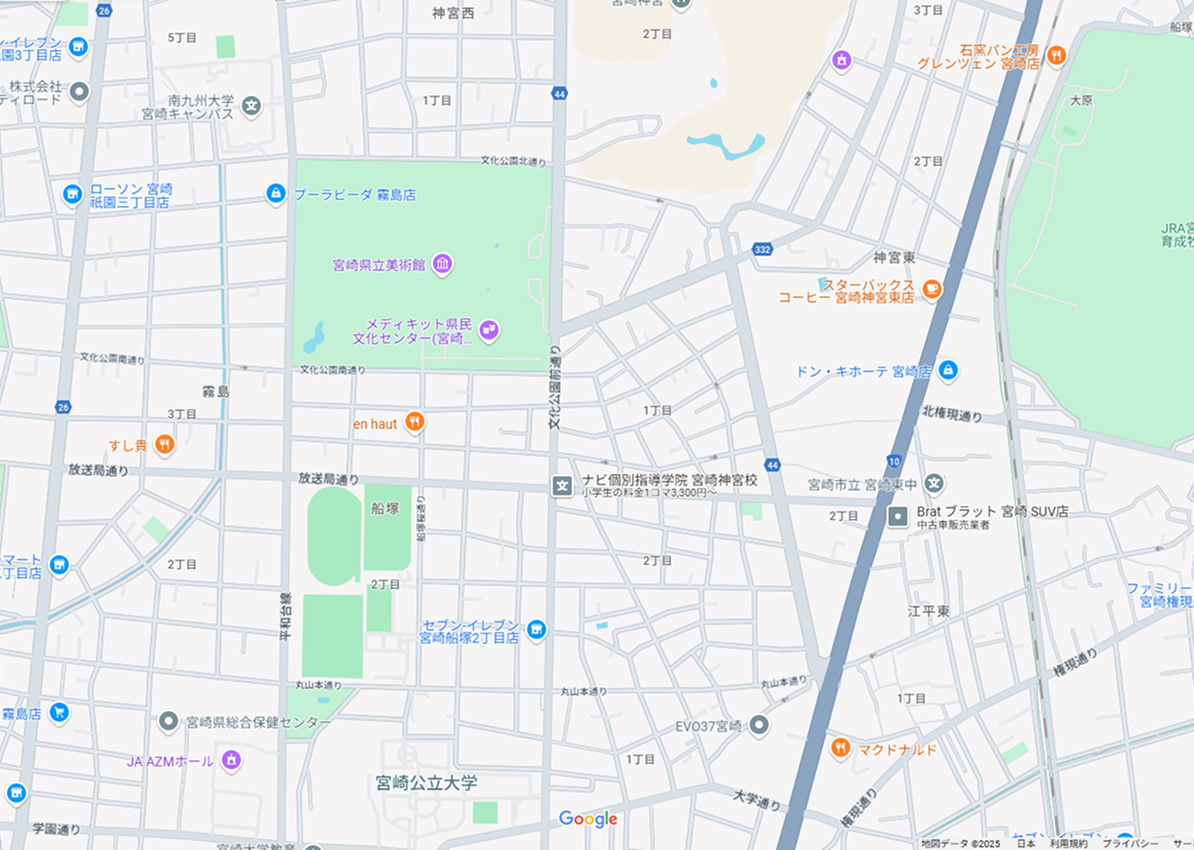 26
神宮西
宮崎神宮
2丁目
3丁目
船塚
5丁目
石窯パン工房
グレンツェン 宮崎店
園3丁目店
株式会社
ティロード
南九州大学
宮崎キャンパス
1丁目
44
大原
文化公園北通り
2丁目
ローソン 宮崎
祇園三丁目店
プーラビーダ 霧島店
JRA宮
育成牧
332
神宮東
宮崎県立美術館
スターバックス
コーヒー 宮崎神宮東店
メディキット県民
文化センター(宮崎...
文化公園南通り
文化公園南通り
文化公園前通り
ドン・キホーテ 宮崎店
霧島
26
3丁目
1丁目
北権現通り
en haut
すし貴
放送局通り
放送局通り
44
10
ナビ個別指導学院 宮崎神宮校
小学生の料金1コマ3,300円~
宮崎市立 宮崎東中
船塚
船塚桜通り
2丁目
Brat ブラット 宮崎 SUV店
中古車販売業者
マート
丁目店
2丁目
2丁目
2丁目
ファミリー
宮崎権現
平和台線
江平東
セブン-イレブン
宮崎船塚2丁目店
権現通り
丸山本通り
丸山本通り
丸山本通り
1丁目
霧島店
宮崎県総合保健センター
EVO37宮崎
マクドナルド
JA AZMホール
1丁目
宮崎公立大学
大学通り
権現通り
Google
学園通り
宮崎大学教育
セブン-イレブン
地図データ ©2025 日本 利用規約 プライバシー サー